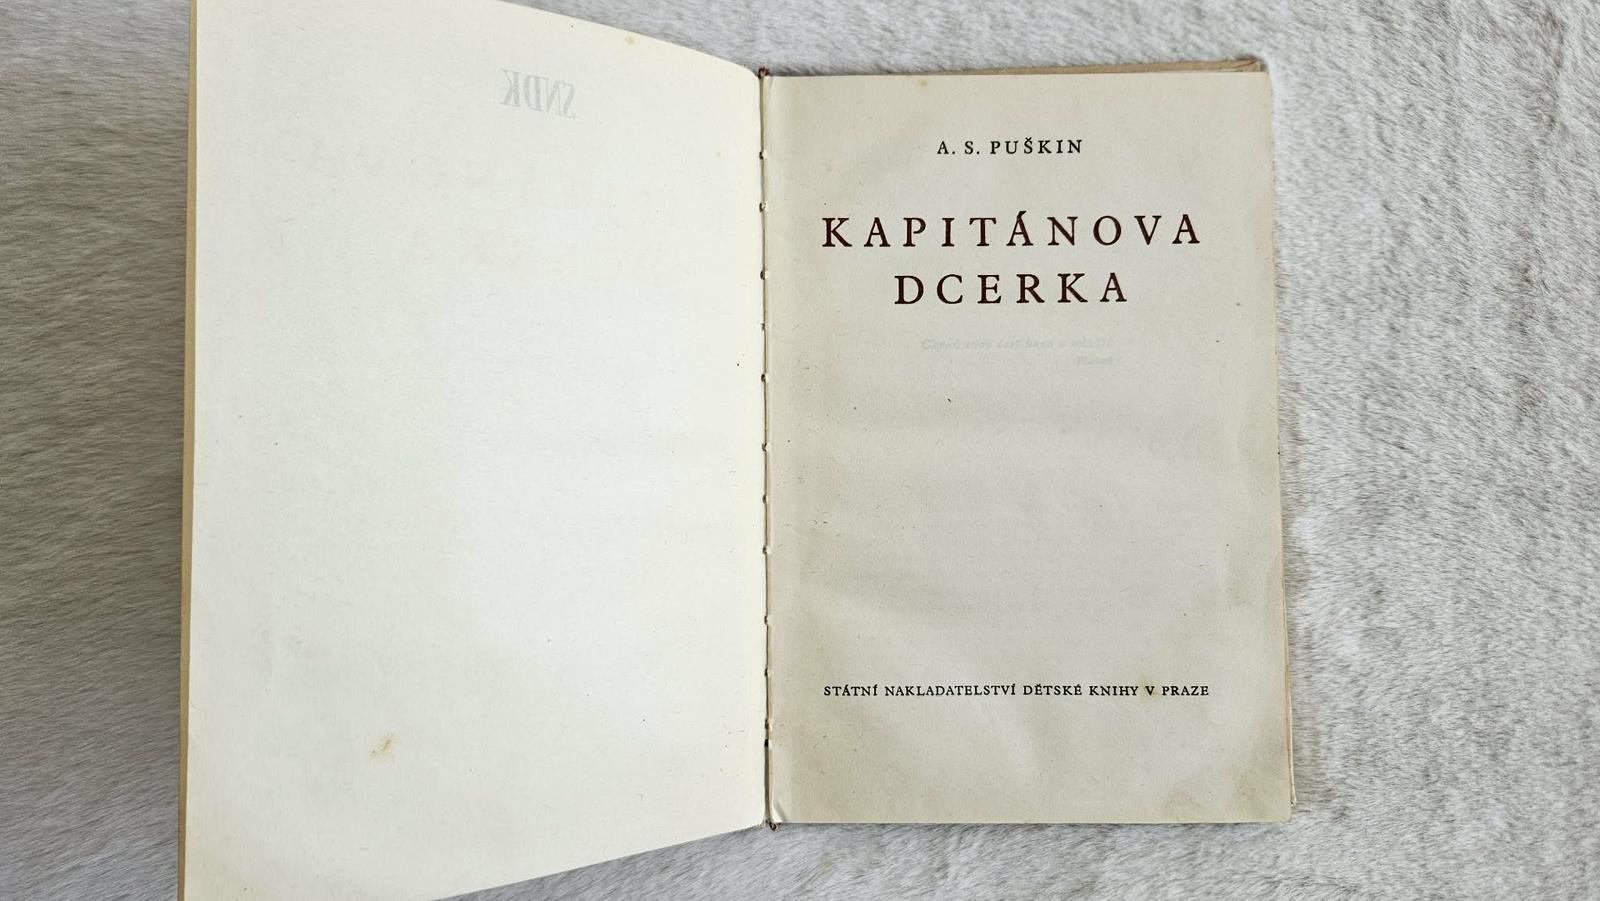 SNDK
A. S. PUŠKIN
KAPITÁNOVA
DCERKA
STÁTNÍ NAKLADATELSTVÍ DĚTSKÉ KNIHY V PRAZE